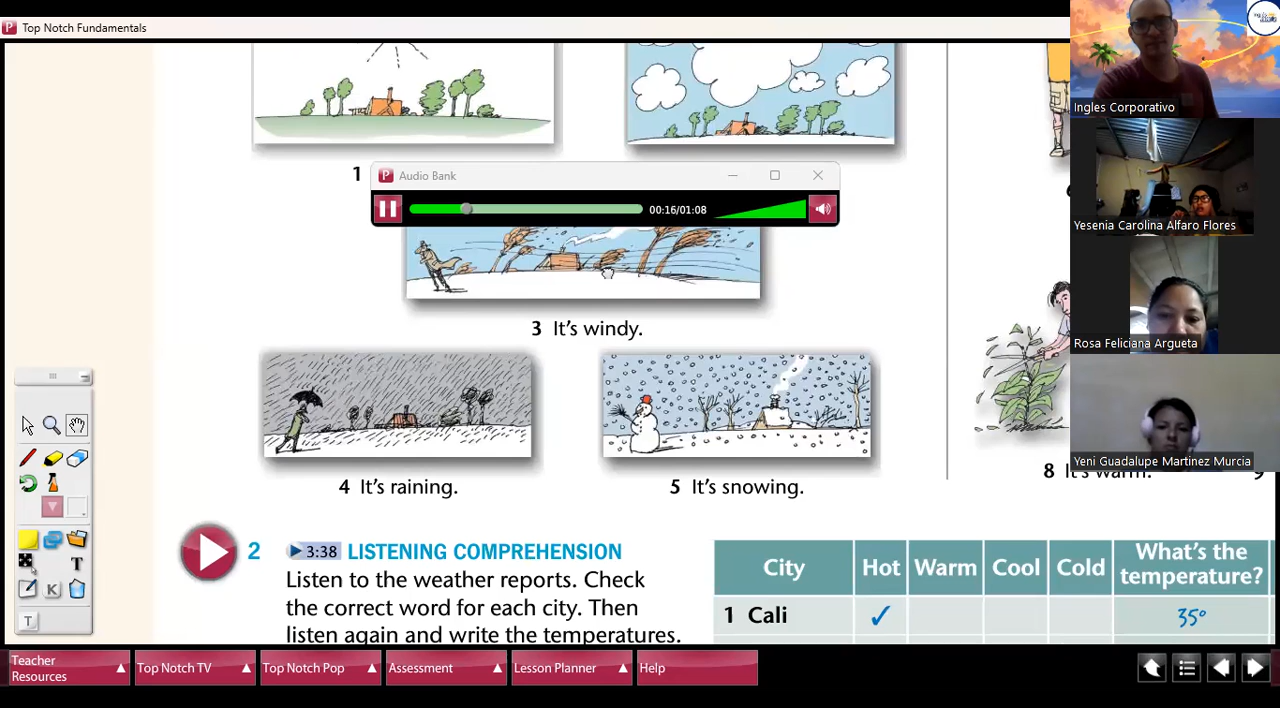 Top Notch Fundamentals
Ingles Corporativo
Yesenia Carolina Alfaro Flores
Rosa Feliciana Argueta
Yeni Guadalupe Martinez Murcia
1
Audio Bank
00:16/01:08
3 It's windy.
4 It's raining.
5 It's snowing.
8 It's warm.
9
2 3:38 LISTENING COMPREHENSION
Listen to the weather reports. Check
the correct word for each city. Then
listen again and write the temperatures.
City Hot Warm Cool Cold What's the temperature?
1 Cali ✓ 35°
T
K
T
Teacher Resources
Top Notch TV
Top Notch Pop
Assessment
Lesson Planner
Help